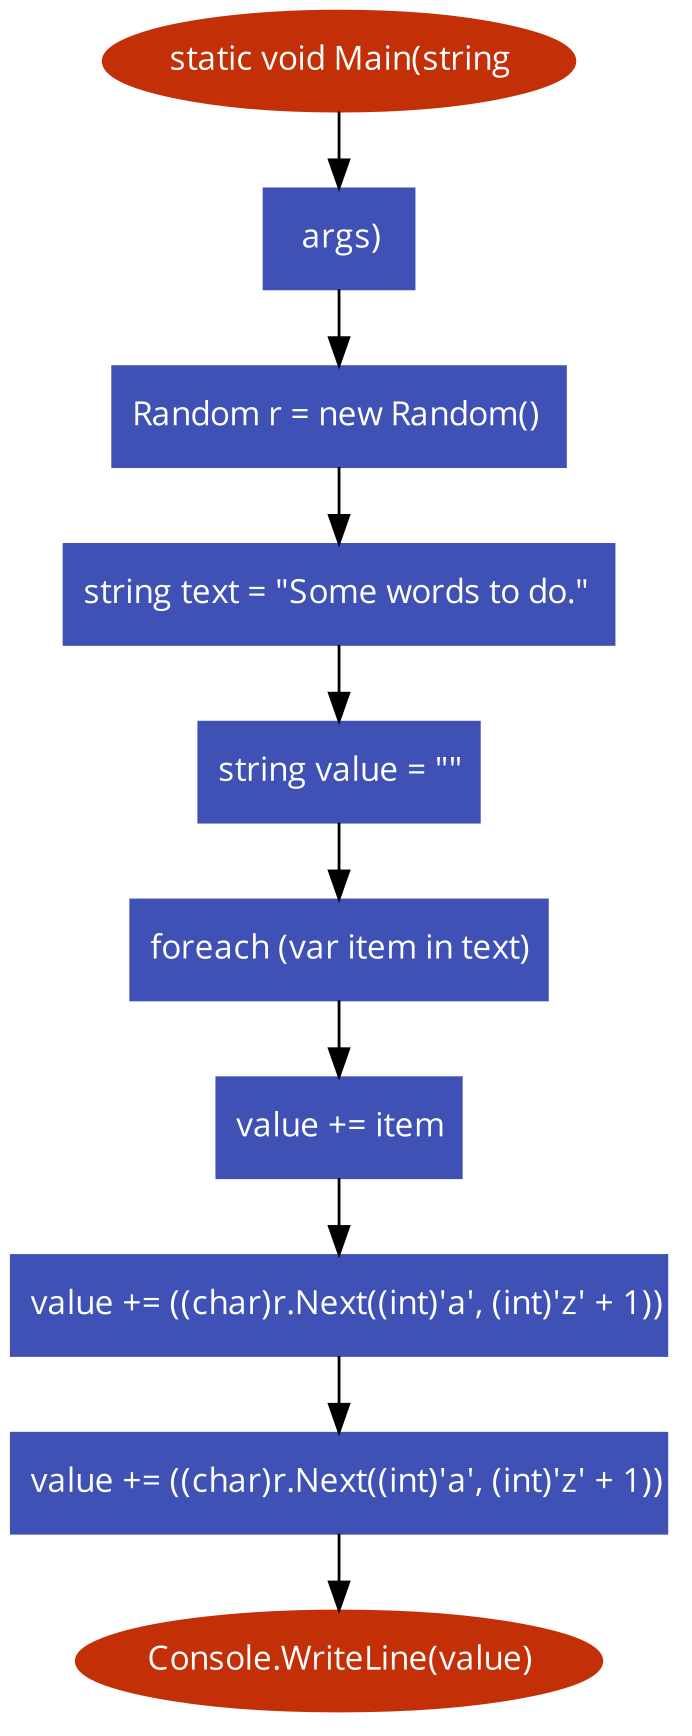 static void Main(string
args)
Random r = new Random()
string text = "Some words to do."
string value = ""
foreach (var item in text)
value += item
value += ((char)r.Next((int)'a', (int)'z' + 1))
value += ((char)r.Next((int)'a', (int)'z' + 1))
Console.WriteLine(value)